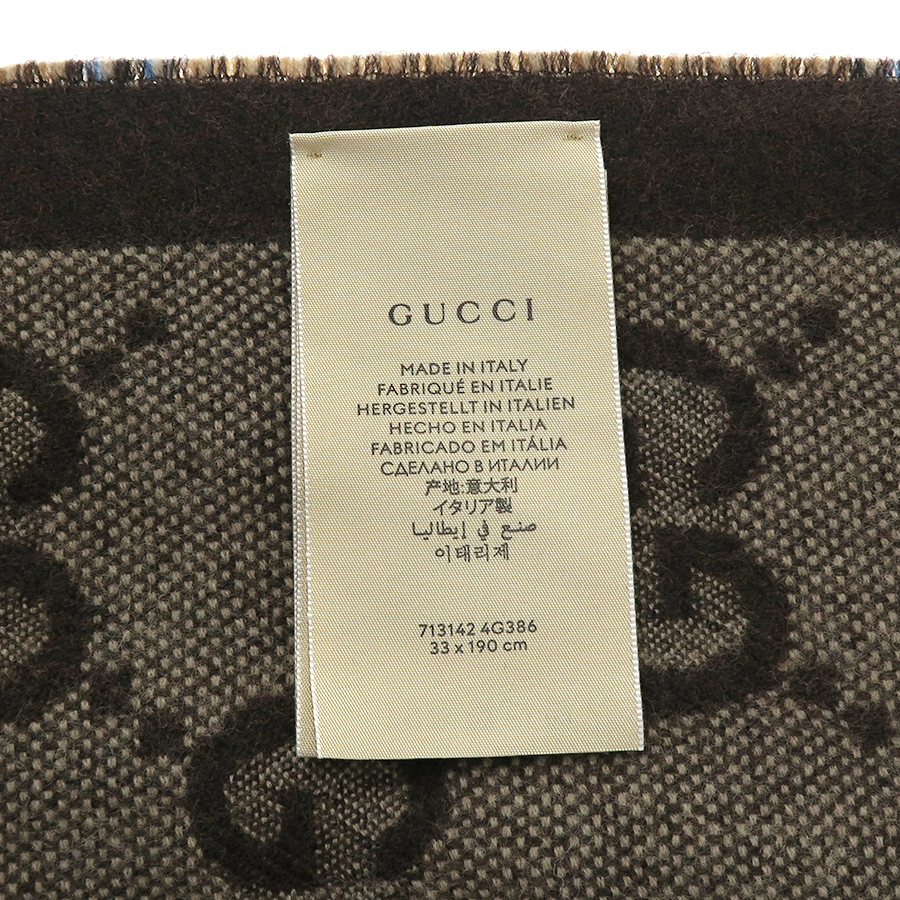 GUCCI
MADE IN ITALY
FABRIQUÉ EN ITALIE
HERGESTELLT IN ITALIEN
HECHO EN ITALIA
FABRICADO EM ITÁLIA
СДЕЛАНО В ИТАЛИИ
产地:意大利
イタリア製
صنع في إيطاليا
이태리제
713142 4G386
33 x 190 cm